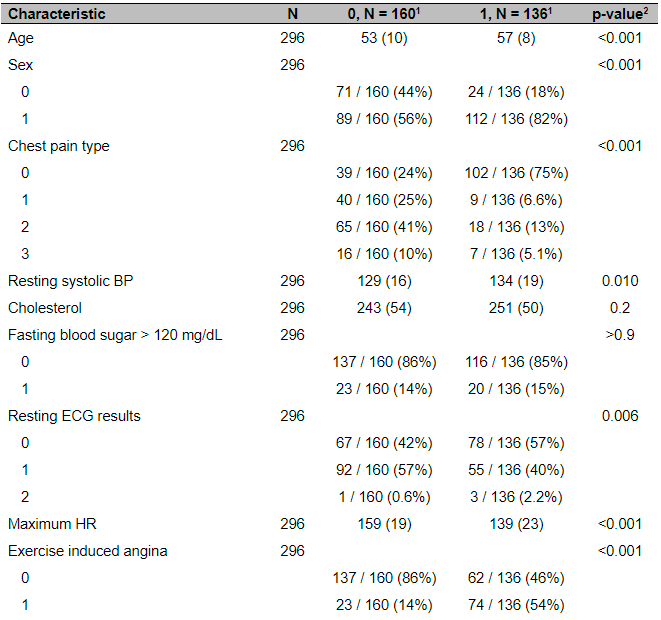 Characteristic N 0, N = 160¹ 1, N = 136¹ p-value²
Age 296 53 (10) 57 (8) <0.001
Sex 296 <0.001
0 71 / 160 (44%) 24 / 136 (18%)
1 89 / 160 (56%) 112 / 136 (82%)
Chest pain type 296 <0.001
0 39 / 160 (24%) 102 / 136 (75%)
1 40 / 160 (25%) 9 / 136 (6.6%)
2 65 / 160 (41%) 18 / 136 (13%)
3 16 / 160 (10%) 7 / 136 (5.1%)
Resting systolic BP 296 129 (16) 134 (19) 0.010
Cholesterol 296 243 (54) 251 (50) 0.2
Fasting blood sugar > 120 mg/dL 296 >0.9
0 137 / 160 (86%) 116 / 136 (85%)
1 23 / 160 (14%) 20 / 136 (15%)
Resting ECG results 296 0.006
0 67 / 160 (42%) 78 / 136 (57%)
1 92 / 160 (57%) 55 / 136 (40%)
2 1 / 160 (0.6%) 3 / 136 (2.2%)
Maximum HR 296 159 (19) 139 (23) <0.001
Exercise induced angina 296 <0.001
0 137 / 160 (86%) 62 / 136 (46%)
1 23 / 160 (14%) 74 / 136 (54%)